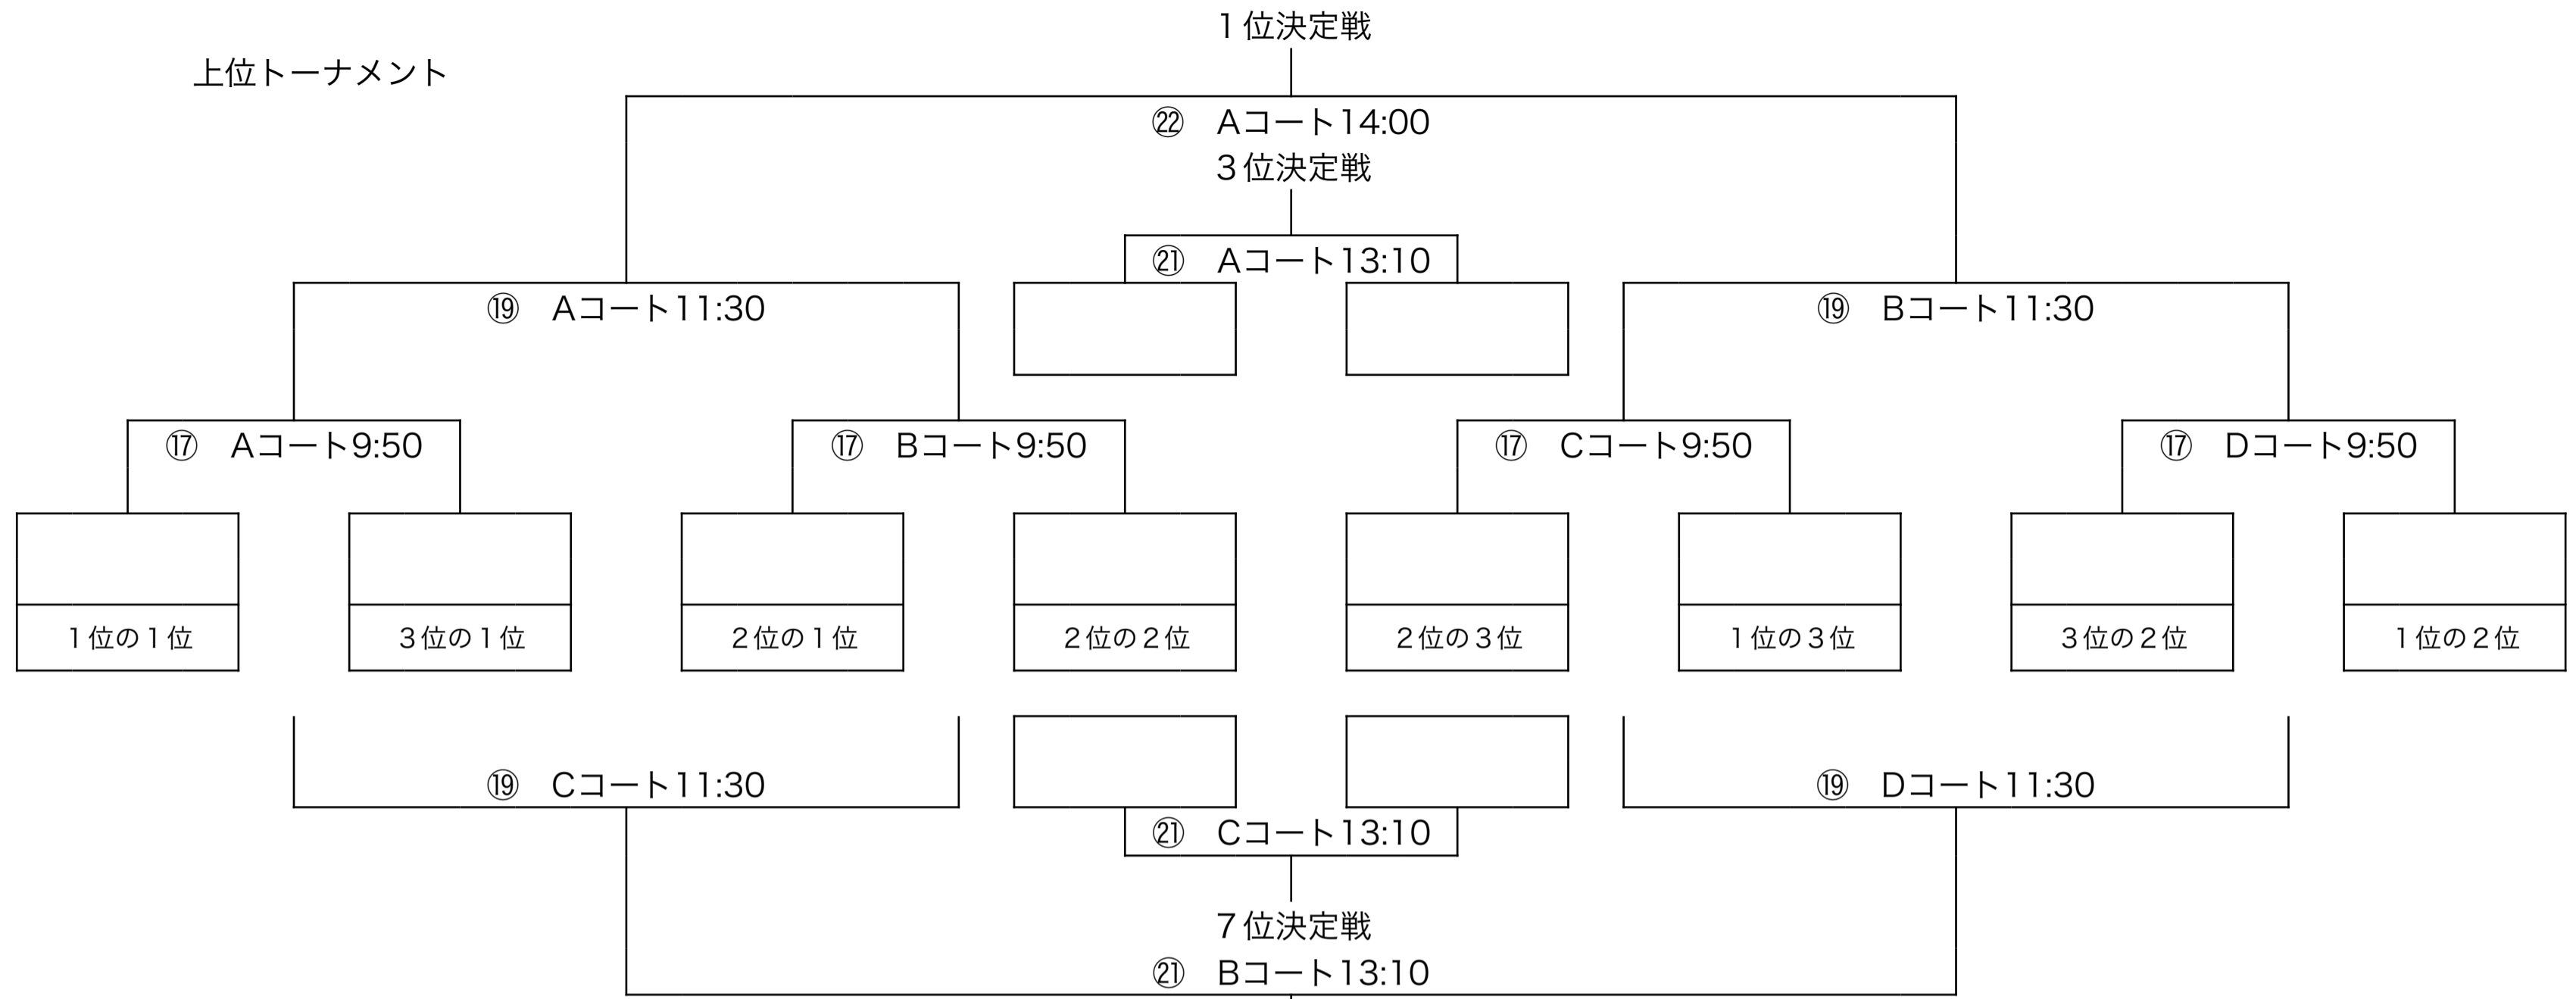 １位決定戦
上位トーナメント
㉒　Aコート14:00
３位決定戦
㉑　Aコート13:10
⑲　Aコート11:30
⑲　Bコート11:30
⑰　Aコート9:50
⑰　Bコート9:50
⑰　Cコート9:50
⑰　Dコート9:50
１位の１位
３位の１位
２位の１位
２位の２位
２位の３位
１位の３位
３位の２位
１位の２位
⑲　Cコート11:30
⑲　Dコート11:30
㉑　Cコート13:10
７位決定戦
㉑　Bコート13:10